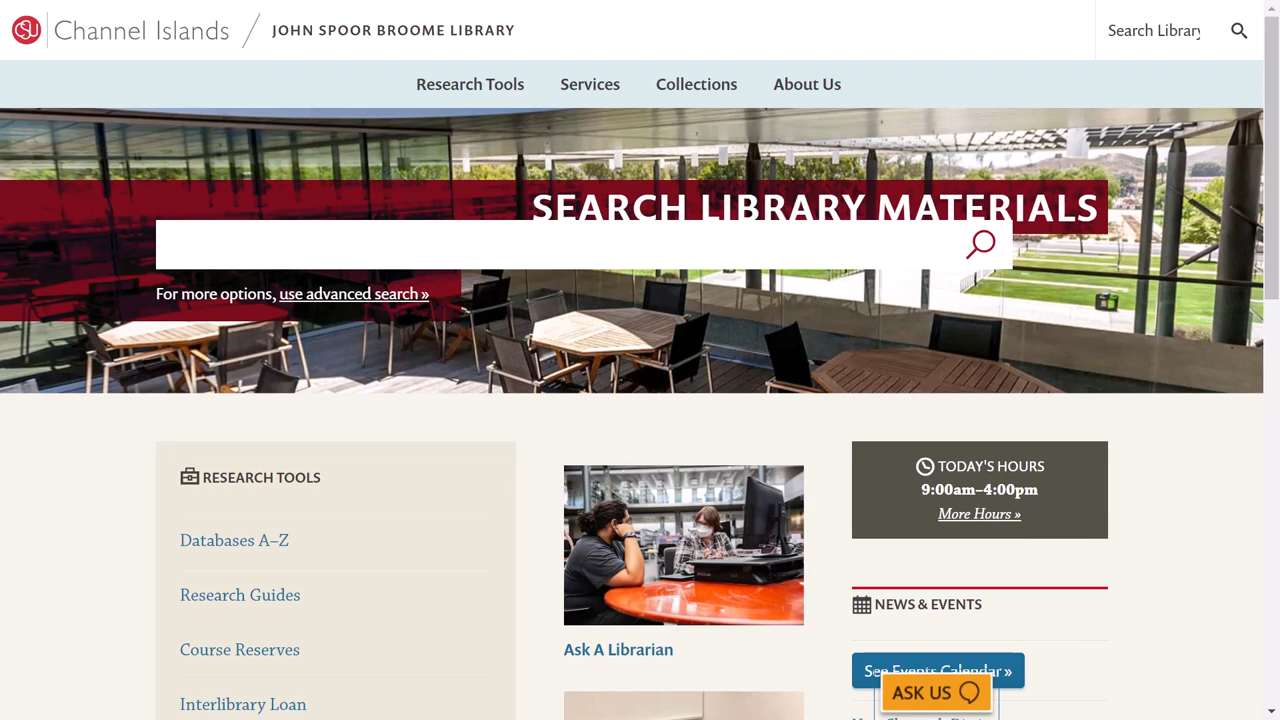 CSU Channel Islands JOHN SPOOR BROOME LIBRARY
Search Library
Research Tools Services Collections About Us
SEARCH LIBRARY MATERIALS
For more options, use advanced search »
RESEARCH TOOLS
Databases A–Z
Research Guides
Course Reserves
Interlibrary Loan
Ask A Librarian
TODAY'S HOURS
9:00am–4:00pm
More Hours »
NEWS & EVENTS
See Events Calendar »
ASK US